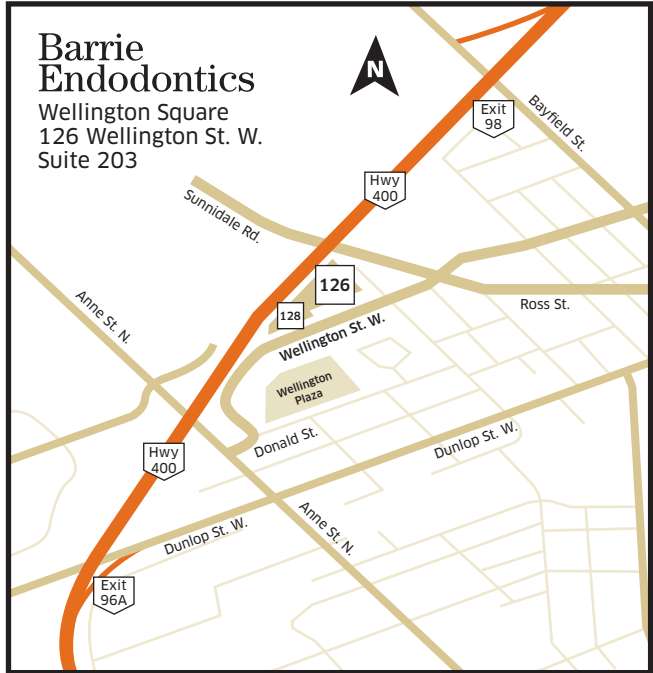 Barrie
Endodontics
Wellington Square
126 Wellington St. W.
Suite 203
N
Exit
98
Bayfield St.
Hwy
400
Sunnidale Rd.
126
128
Ross St.
Anne St. N.
Wellington St. W.
Wellington
Plaza
Donald St.
Dunlop St. W.
Hwy
400
Anne St. N.
Dunlop St. W.
Exit
96A